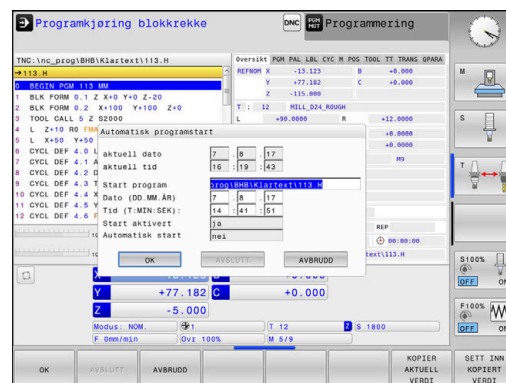 Programkjøring blokkrekke
DNC
Programmering
TNC:\nc_prog\BHB\Klartext\113.H
→113.H
0 BEGIN PGM 113 MM
1 BLK FORM 0.1 Z X+0 Y+0 Z-20
2 BLK FORM 0.2 X+100 Y+100 Z+0
3 TOOL CALL 5 Z S2000
4 L Z+10 R0 FMA
5 L X+50 Y+5
6 CYCL DEF 4.0
7 CYCL DEF 4.1
8 CYCL DEF 4.2
9 CYCL DEF 4.3
10 CYCL DEF 4.4
11 CYCL DEF 4.5
12 CYCL DEF 4.6
Oversikt PGM PAL LBL CYC M POS TOOL TT TRANS QPARA
REFNOM X -13.123 B +0.000
Y +77.182 C +0.000
Z -115.000
T : 12 MILL_D24_ROUGH
L +90.0000 R +12.0000
+0.0000
+0.0000
M9
REP
00:00:00
text\113.H
Automatisk programstart
aktuell dato 7 .8 .17
aktuell tid 16 :19 :43
Start program prog\BHB\Klartext\113.H
Dato (DD.MM.ÅR) 7 .8 .17
Tid (T:MIN:SEK): 14 :41 :51
Start aktivert ja
Automatisk start nei
OK AVSLUTT AVBRUDD
X
Y +77.182 C +0.000
Z -5.000
Modus: NOM. 1 T 12 Z S 1800
F 0mm/min Ovr 100% M 5/9
M
S
T
S100%
OFF ON
F100%
OFF ON
OK AVSLUTT AVBRUDD
KOPIER AKTUELL VERDI
SETT INN KOPIERT VERDI